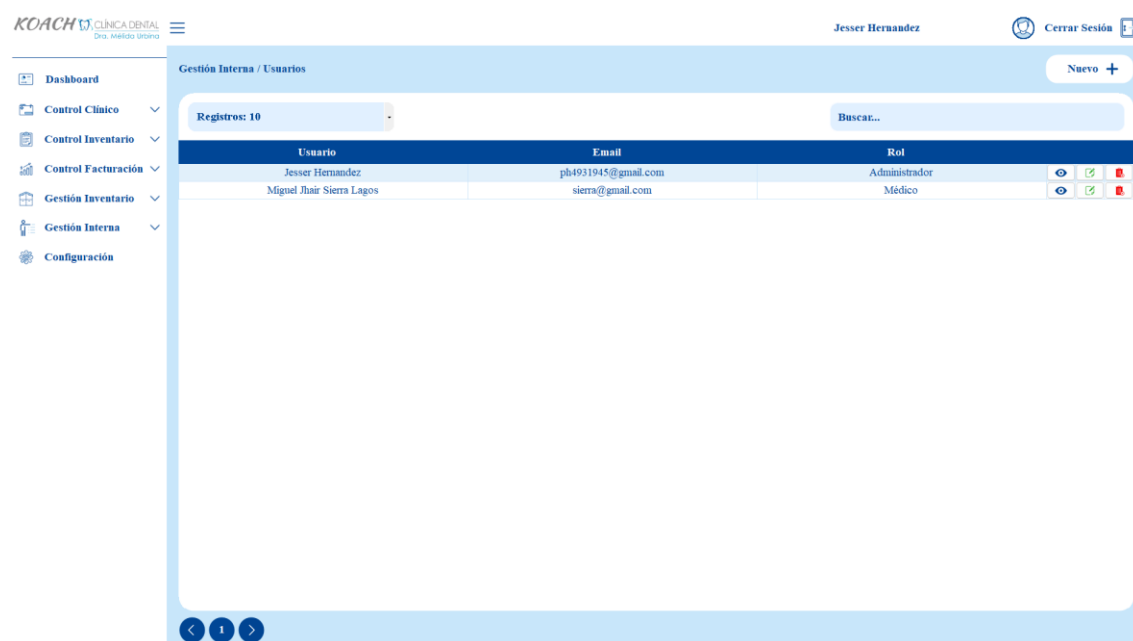 KOACH CLÍNICA DENTAL
Dra. Mélida Urbina
Jesser Hernandez
Cerrar Sesión
Dashboard
Control Clínico
Control Inventario
Control Facturación
Gestión Inventario
Gestión Interna
Configuración
Gestión Interna / Usuarios
Nuevo +
Registros: 10
Buscar...
Usuario Email Rol
Jesser Hernandez ph4931945@gmail.com Administrador
Miguel Jhair Sierra Lagos sierra@gmail.com Médico
1